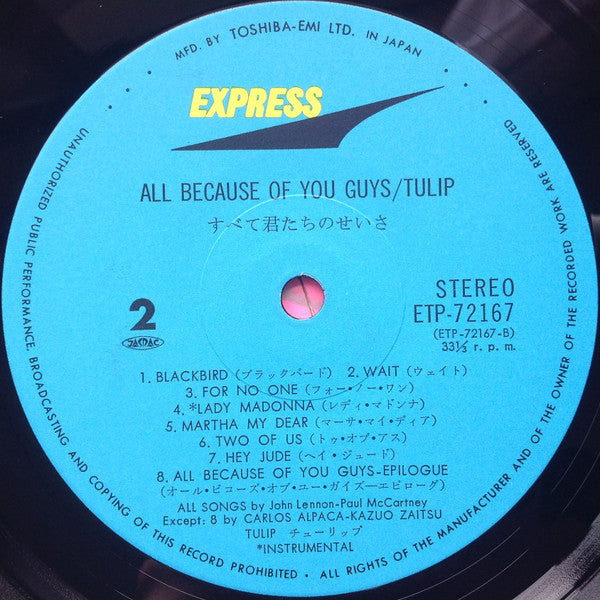 MFD. BY TOSHIBA-EMI LTD. IN JAPAN
EXPRESS
ALL BECAUSE OF YOU GUYS/TULIP
すべて君たちのせいさ
2
JASRAC
STEREO
ETP-72167
(ETP-72167-B)
33⅓ r. p. m.
1. BLACKBIRD (ブラックバード) 2. WAIT (ウェイト)
3. FOR NO ONE (フォー・ノー・ワン)
4. *LADY MADONNA (レディ・マドンナ)
5. MARTHA MY DEAR (マーサ・マイ・ディア)
6. TWO OF US (トゥ・オブ・アス)
7. HEY JUDE (ヘイ・ジュード)
8. ALL BECAUSE OF YOU GUYS-EPILOGUE
(オール・ビコーズ・オブ・ユー・ガイズーエピローグ)
ALL SONGS by John Lennon-Paul McCartney
Except: 8 by CARLOS ALPACA-KAZUO ZAITSU
TULIP チューリップ
*INSTRUMENTAL
UNAUTHORIZED PUBLIC PERFORMANCE. BROADCASTING AND COPYING OF THIS RECORD PROHIBITED • ALL RIGHTS OF THE MANUFACTURER AND OF THE OWNER OF THE RECORDED WORK ARE RESERVED